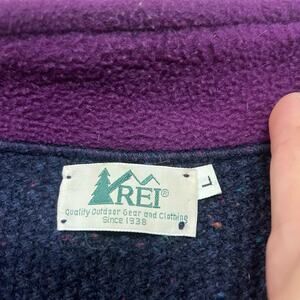 REI®
Quality Outdoor Gear and Clothing
Since 1938
L